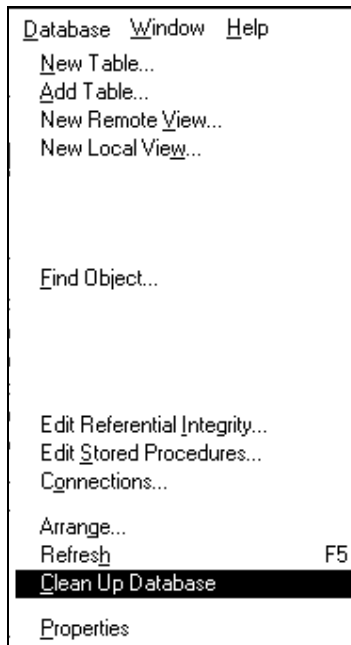 Database Window Help
New Table...
Add Table...
New Remote View...
New Local View...
Find Object...
Edit Referential Integrity...
Edit Stored Procedures...
Connections...
Arrange...
Refresh F5
Clean Up Database
Properties